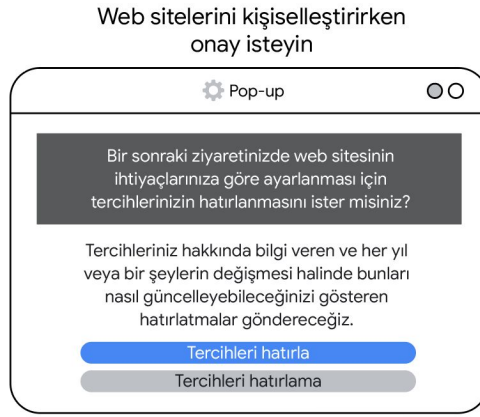 Web sitelerini kişiselleştirirken
onay isteyin
Pop-up
Bir sonraki ziyaretinizde web sitesinin
ihtiyaçlarınıza göre ayarlanması için
tercihlerinizin hatırlanmasını ister misiniz?
Tercihleriniz hakkında bilgi veren ve her yıl
veya bir şeylerin değişmesi halinde bunları
nasıl güncelleyebileceğinizi gösteren
hatırlatmalar göndereceğiz.
Tercihleri hatırla
Tercihleri hatırlama